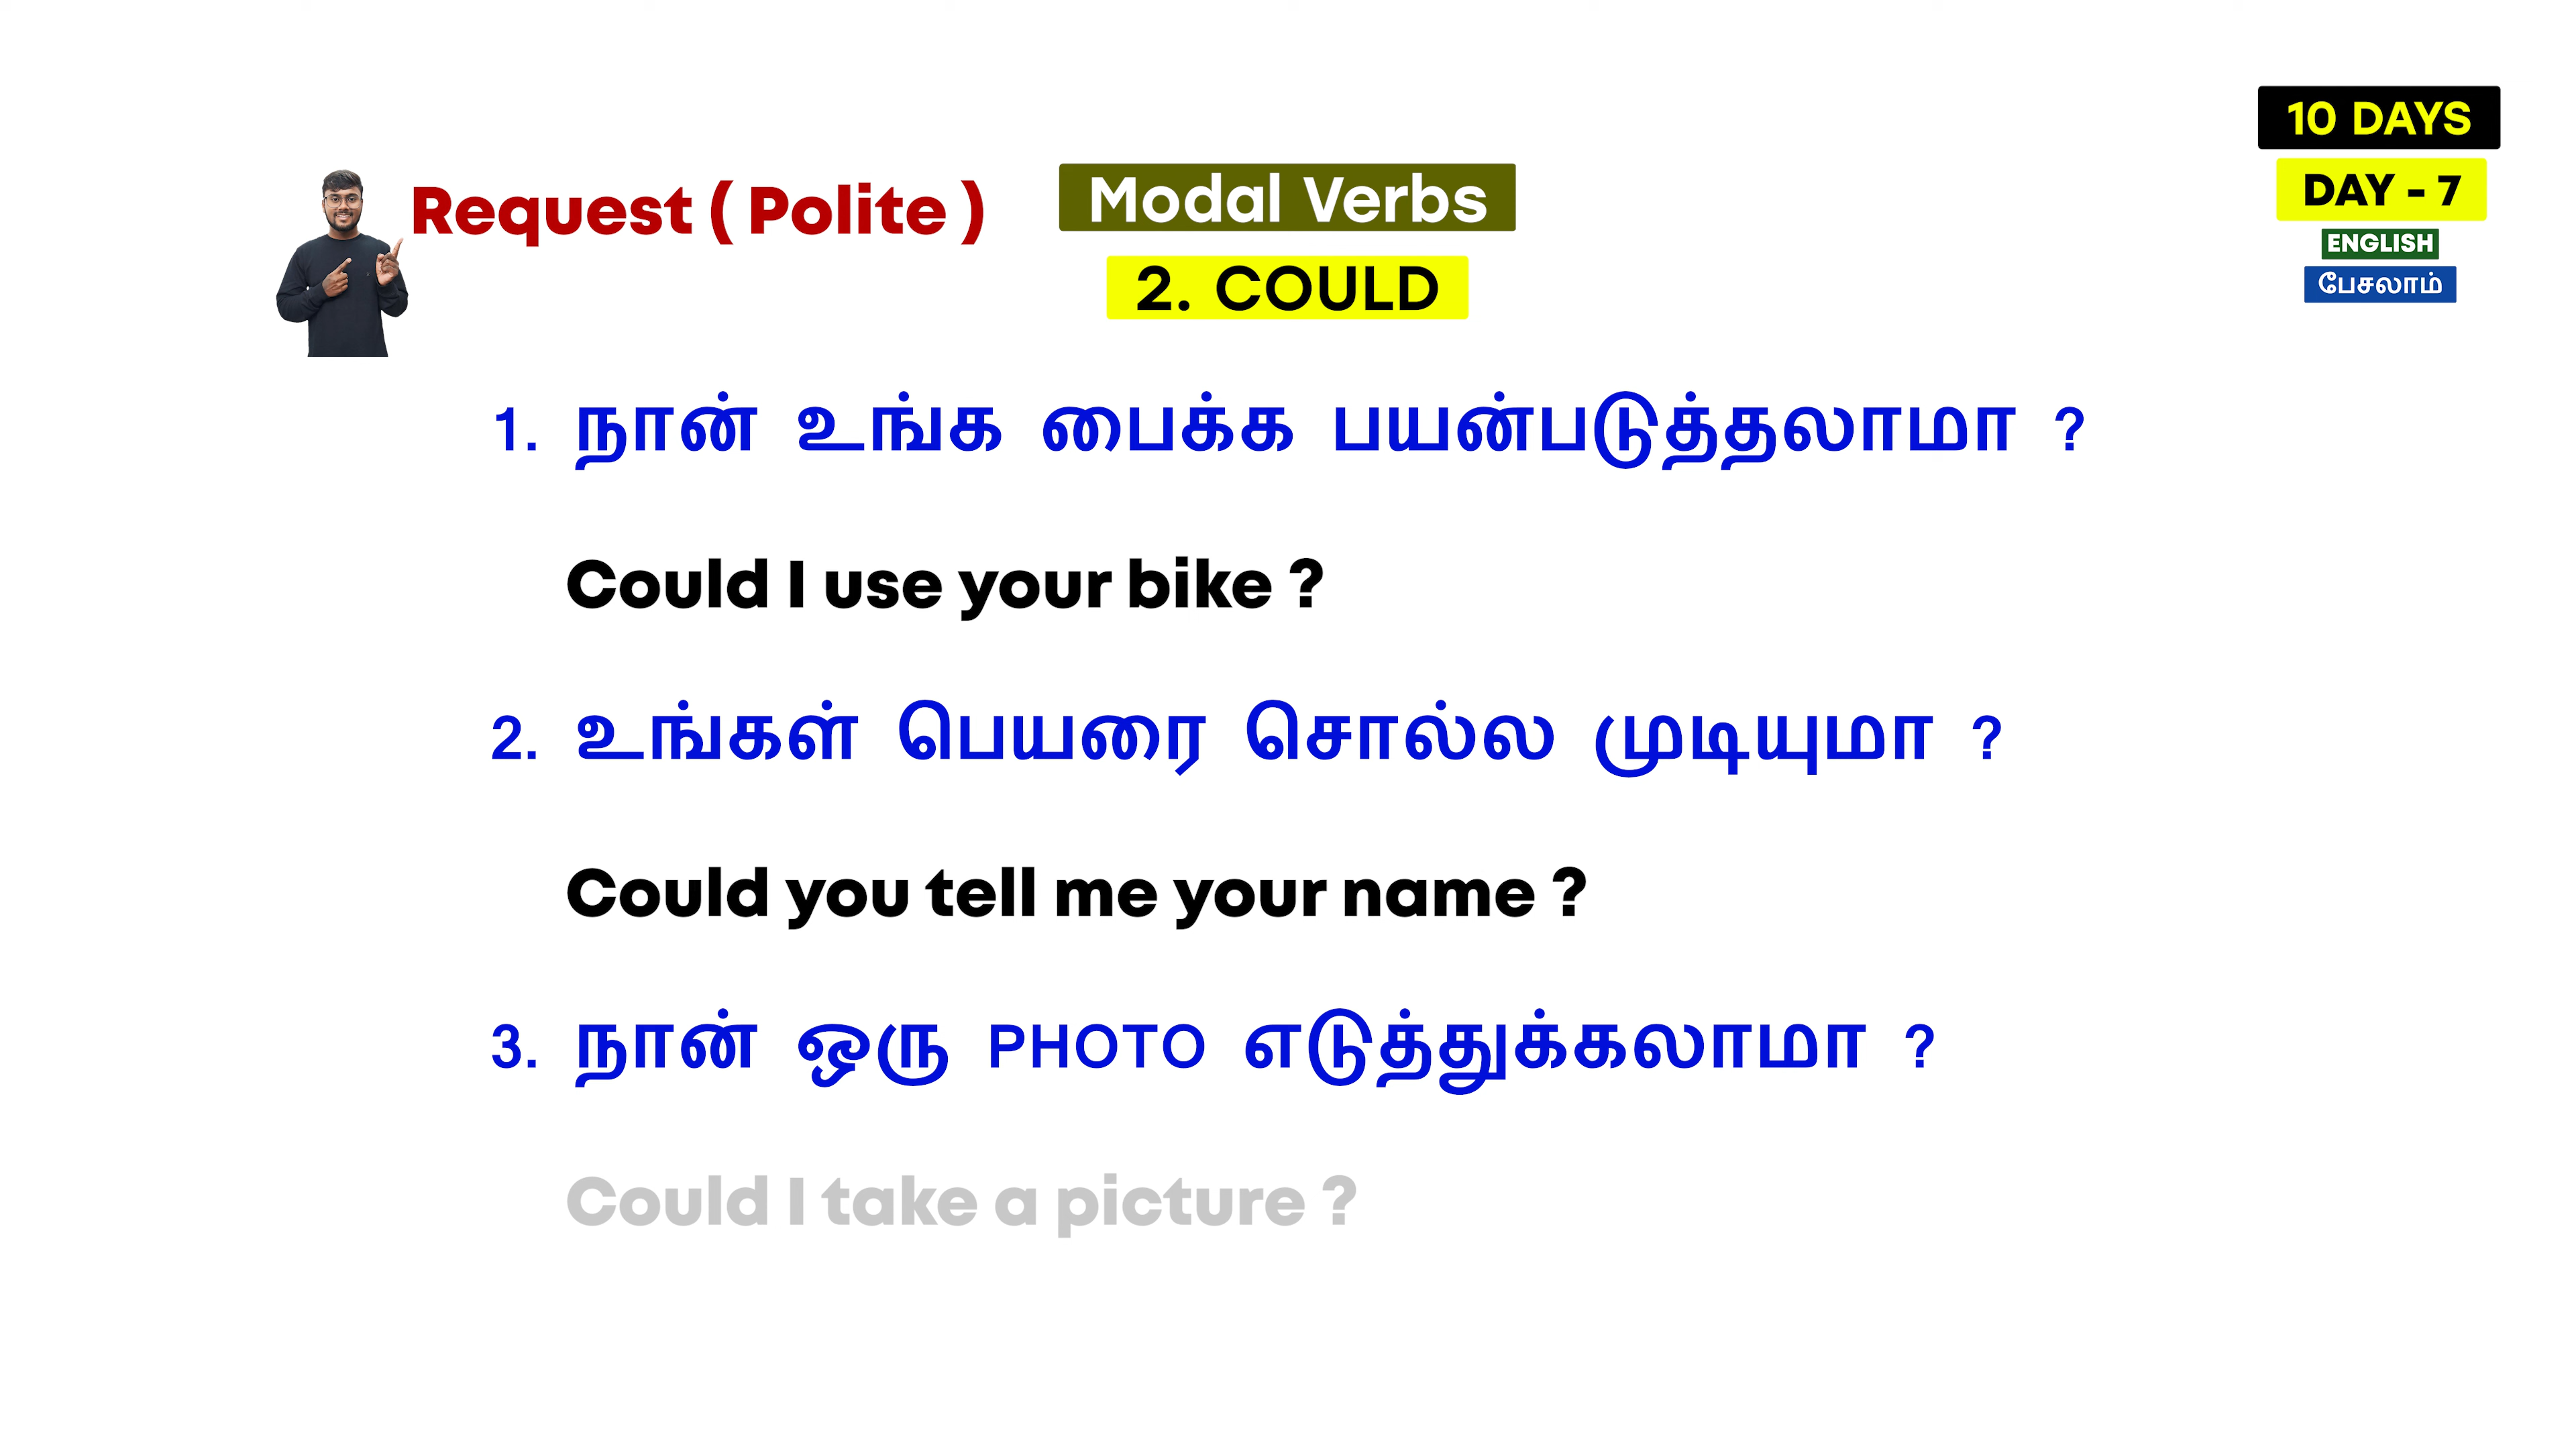 10 DAYS
DAY - 7
ENGLISH
பேசலாம்
Request ( Polite )
Modal Verbs
2. COULD
1. நான் உங்க பைக்க பயன்படுத்தலாமா ?
Could I use your bike ?
2. உங்கள் பெயரை சொல்ல முடியுமா ?
Could you tell me your name ?
3. நான் ஒரு PHOTO எடுத்துக்கலாமா ?
Could I take a picture ?